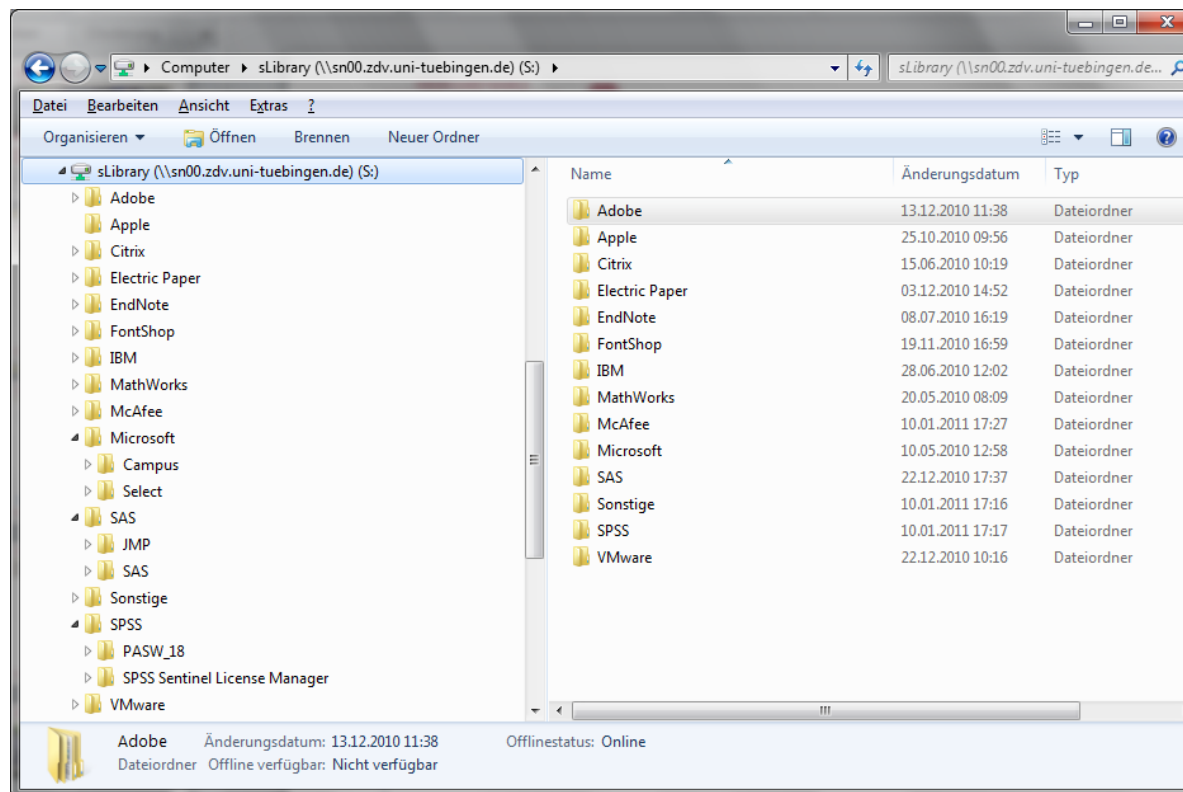 Computer sLibrary (\\sn00.zdv.uni-tuebingen.de) (S:) sLibrary (\\sn00.zdv.uni-tuebingen.de...
Datei Bearbeiten Ansicht Extras ?
Organisieren Öffnen Brennen Neuer Ordner
sLibrary (\\sn00.zdv.uni-tuebingen.de) (S:)
Adobe
Apple
Citrix
Electric Paper
EndNote
FontShop
IBM
MathWorks
McAfee
Microsoft
Campus
Select
SAS
JMP
SAS
Sonstige
SPSS
PASW_18
SPSS Sentinel License Manager
VMware
Name Änderungsdatum Typ
Adobe 13.12.2010 11:38 Dateiordner
Apple 25.10.2010 09:56 Dateiordner
Citrix 15.06.2010 10:19 Dateiordner
Electric Paper 03.12.2010 14:52 Dateiordner
EndNote 08.07.2010 16:19 Dateiordner
FontShop 19.11.2010 16:59 Dateiordner
IBM 28.06.2010 12:02 Dateiordner
MathWorks 20.05.2010 08:09 Dateiordner
McAfee 10.01.2011 17:27 Dateiordner
Microsoft 10.05.2010 12:58 Dateiordner
SAS 22.12.2010 17:37 Dateiordner
Sonstige 10.01.2011 17:16 Dateiordner
SPSS 10.01.2011 17:17 Dateiordner
VMware 22.12.2010 10:16 Dateiordner
Adobe Änderungsdatum: 13.12.2010 11:38 Offlinestatus: Online
Dateiordner Offline verfügbar: Nicht verfügbar